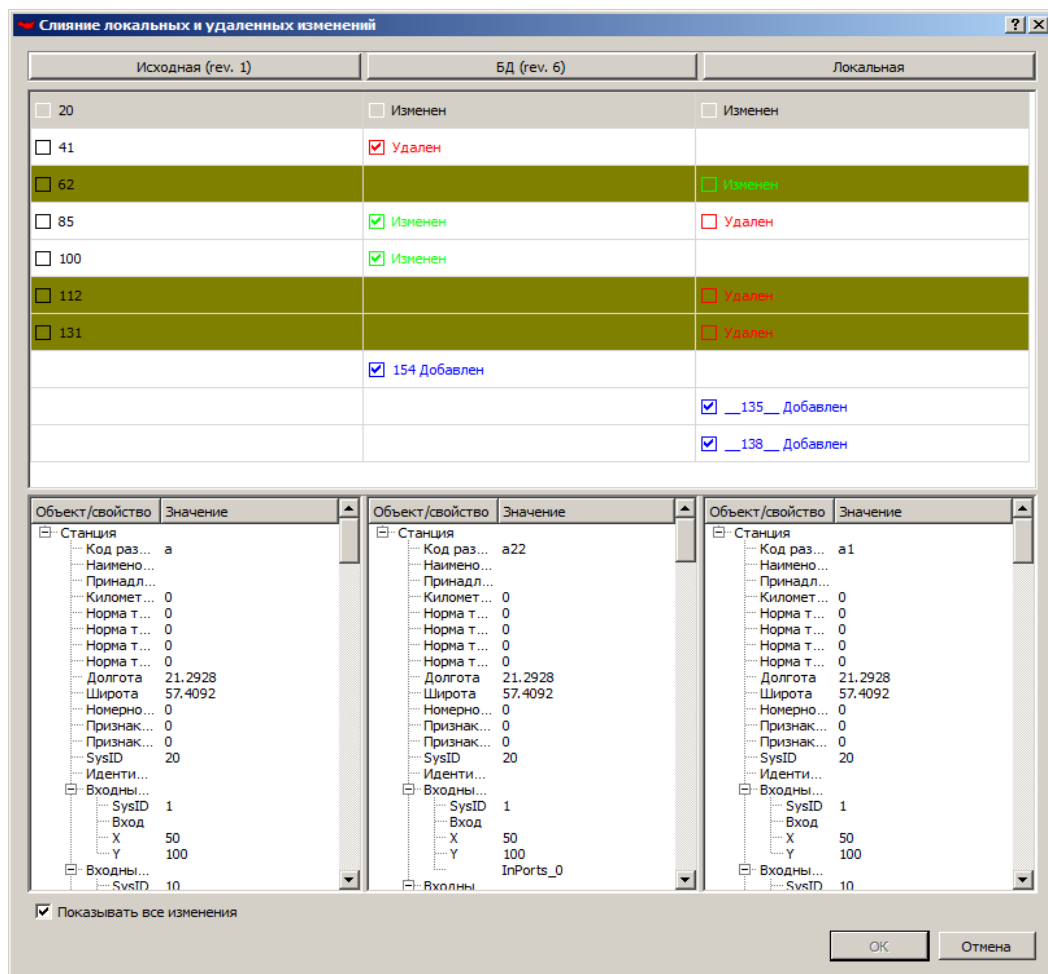 Слияние локальных и удаленных изменений
Исходная (rev. 1) БД (rev. 6) Локальная
20 Изменен Изменен
41 Удален
62 Изменен
85 Изменен Удален
100 Изменен
112 Удален
131 Удален
154 Добавлен
__135__ Добавлен
__138__ Добавлен
Объект/свойство Значение Объект/свойство Значение Объект/свойство Значение
Станция Станция Станция
Код раз... a Код раз... a22 Код раз... a1
Наимено... Наимено... Наимено...
Принадл... Принадл... Принадл...
Километ... 0 Километ... 0 Километ... 0
Норма т... 0 Норма т... 0 Норма т... 0
Норма т... 0 Норма т... 0 Норма т... 0
Норма т... 0 Норма т... 0 Норма т... 0
Норма т... 0 Норма т... 0 Норма т... 0
Долгота 21.2928 Долгота 21.2928 Долгота 21.2928
Широта 57.4092 Широта 57.4092 Широта 57.4092
Номерно... 0 Номерно... 0 Номерно... 0
Признак... 0 Признак... 0 Признак... 0
Признак... 0 Признак... 0 Признак... 0
SysID 20 SysID 20 SysID 20
Иденти... Иденти... Иденти...
Входны... Входны... Входны...
SysID 1 SysID 1 SysID 1
Вход Вход Вход
X 50 X 50 X 50
Y 100 Y 100 Y 100
Входны... InPorts_0 Входны...
SysID 10 Входны... SysID 10
Показывать все изменения
OK Отмена